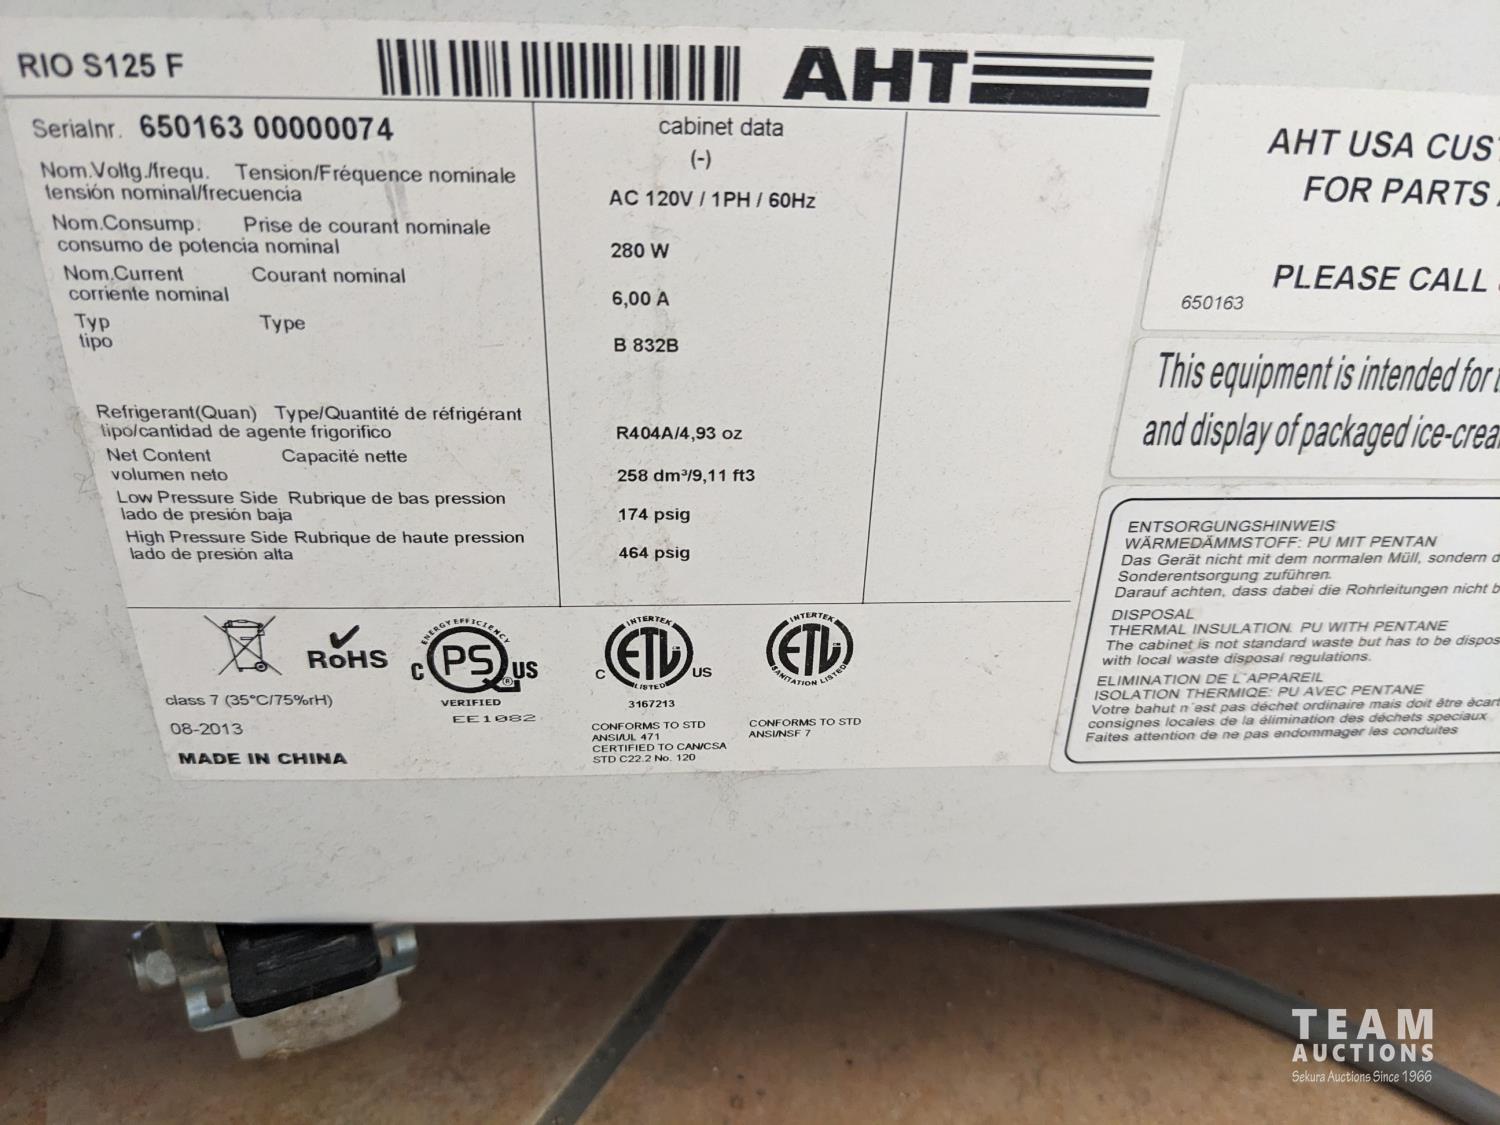 RIO S125 F
AHT
Serialnr. 650163 00000074
cabinet data
(-)
Nom.Voltg./frequ. Tension/Fréquence nominale
tensión nominal/frecuencia
AC 120V / 1PH / 60Hz
Nom.Consump. Prise de courant nominale
consumo de potencia nominal
280 W
Nom.Current Courant nominal
corriente nominal
6,00 A
Typ Type
tipo
B 832B
Refrigerant(Quan) Type/Quantité de réfrigérant
tipo/cantidad de agente frigorifico
R404A/4,93 oz
Net Content Capacité nette
volumen neto
258 dm³/9,11 ft3
Low Pressure Side Rubrique de bas pression
lado de presión baja
174 psig
High Pressure Side Rubrique de haute pression
lado de presión alta
464 psig
RoHS
ENERGY EFFICIENCY
C PS US
®
VERIFIED
EE1082
INTERTEK
C ETL US
LISTED
3167213
CONFORMS TO STD
ANSI/UL 471
CERTIFIED TO CAN/CSA
STD C22.2 No. 120
INTERTEK
ETL
SANITATION LISTED
CONFORMS TO STD
ANSI/NSF 7
class 7 (35°C/75%rH)
08-2013
MADE IN CHINA
AHT USA CUS
FOR PARTS
PLEASE CALL
650163
This equipment is intended for
and display of packaged ice-crea
ENTSORGUNGSHINWEIS
WÄRMEDÄMMSTOFF: PU MIT PENTAN
Das Gerät nicht mit dem normalen Müll, sondern d
Sonderentsorgung zuführen.
Darauf achten, dass dabei die Rohrleitungen nicht b
DISPOSAL
THERMAL INSULATION. PU WITH PENTANE
The cabinet is not standard waste but has to be dispos
with local waste disposal regulations.
ELIMINATION DE L´APPAREIL
ISOLATION THERMIQE: PU AVEC PENTANE
Votre bahut n´est pas déchet ordinaire mais doit être écart
consignes locales de la élimination des déchets speciaux
Faites attention de ne pas endommager les conduites
TEAM
AUCTIONS
Sekura Auctions Since 1966